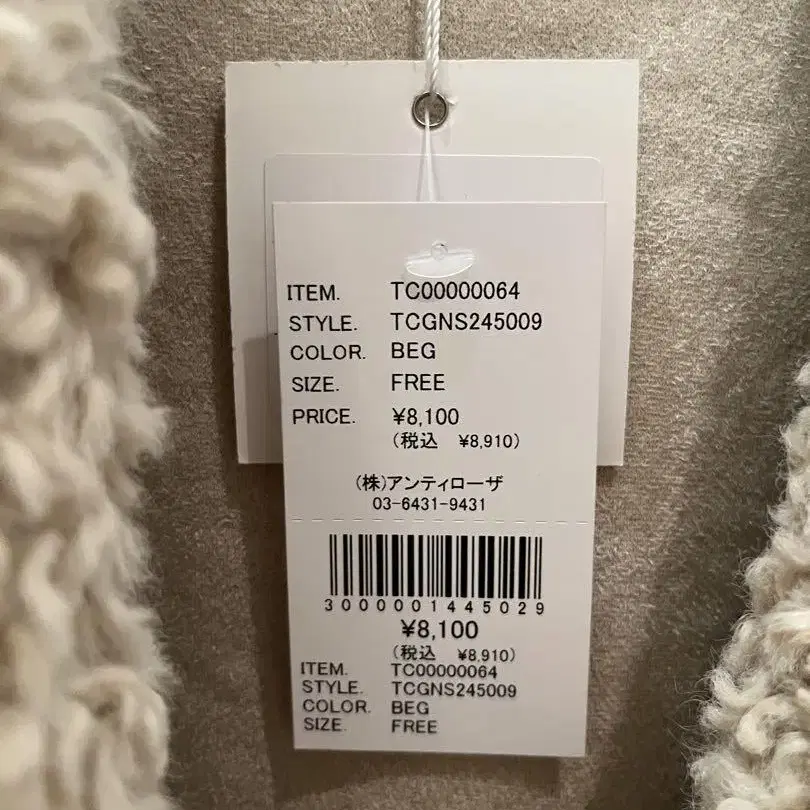 ITEM. TC00000064
STYLE. TCGNS245009
COLOR. BEG
SIZE. FREE
PRICE. ¥8,100
(税込 ¥8,910)
(株)アンティローザ
03-6431-9431
3000001445029
¥8,100
(税込 ¥8,910)
ITEM. TC00000064
STYLE. TCGNS245009
COLOR. BEG
SIZE. FREE